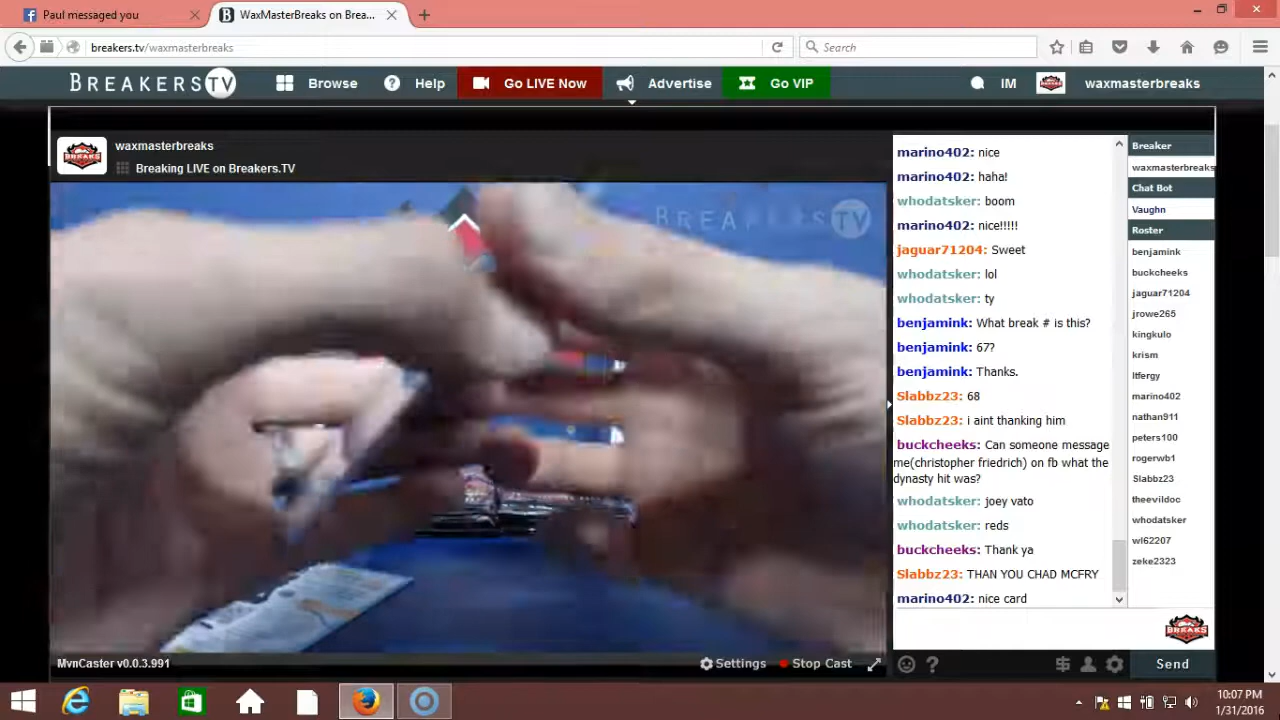 Paul messaged you
WaxMasterBreaks on Brea...
breakers.tv/waxmasterbreaks
Search
BREAKERSTV
Browse
Help
Go LIVE Now
Advertise
Go VIP
IM
waxmasterbreaks
waxmasterbreaks
Breaking LIVE on Breakers.TV
BREAKERS TV
MvnCaster v0.0.3.991
Settings
Stop Cast
marino402: nice
marino402: haha!
whodatsker: boom
marino402: nice!!!!!
jaguar71204: Sweet
whodatsker: lol
whodatsker: ty
benjamink: What break # is this?
benjamink: 67?
benjamink: Thanks.
Slabbz23: 68
Slabbz23: i aint thanking him
buckcheeks: Can someone message
me(christopher friedrich) on fb what the
dynasty hit was?
whodatsker: joey vato
whodatsker: reds
buckcheeks: Thank ya
Slabbz23: THAN YOU CHAD MCFRY
marino402: nice card
BREAKS
Send
Breaker
waxmasterbreaks
Chat Bot
Vaughn
Roster
benjamink
buckcheeks
jaguar71204
jrowe265
kingkulo
krism
ltfergy
marino402
nathan911
peters100
rogerwb1
Slabbz23
theevildoc
whodatsker
wl62207
zeke2323
10:07 PM
1/31/2016